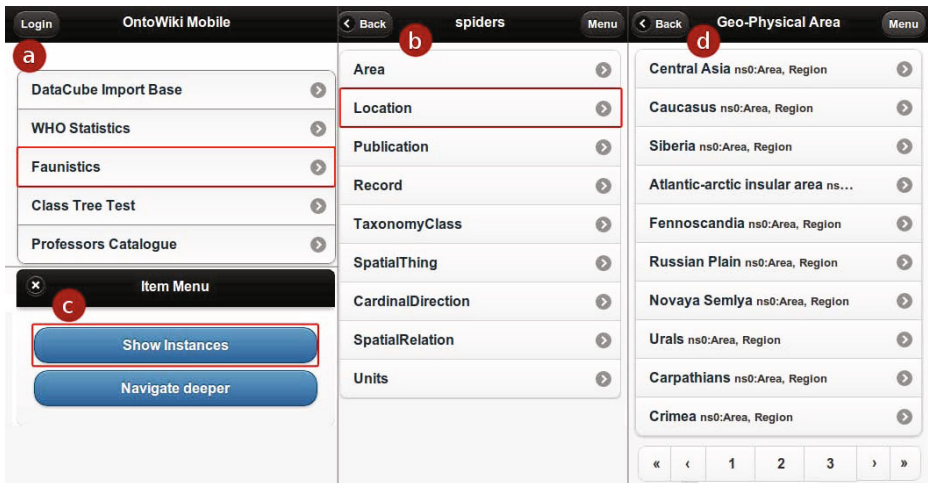 Login OntoWiki Mobile
a
DataCube Import Base
WHO Statistics
Faunistics
Class Tree Test
Professors Catalogue
Item Menu
c
Show Instances
Navigate deeper
Back spiders Menu
b
Area
Location
Publication
Record
TaxonomyClass
SpatialThing
CardinalDirection
SpatialRelation
Units
Back Geo-Physical Area Menu
d
Central Asia ns0:Area, Region
Caucasus ns0:Area, Region
Siberia ns0:Area, Region
Atlantic-arctic insular area ns...
Fennoscandia ns0:Area, Region
Russian Plain ns0:Area, Region
Novaya Semlya ns0:Area, Region
Urals ns0:Area, Region
Carpathians ns0:Area, Region
Crimea ns0:Area, Region
« ‹ 1 2 3 › »